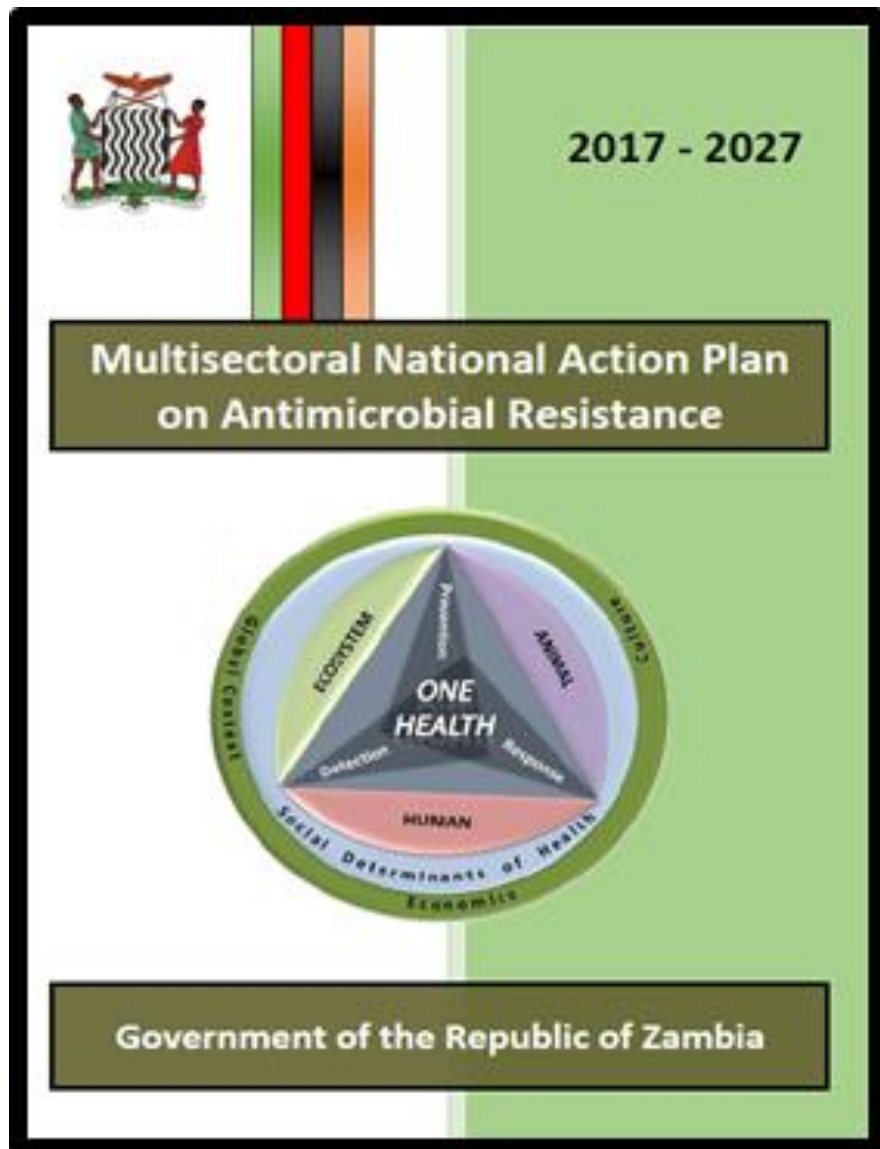 2017 - 2027
Multisectoral National Action Plan
on Antimicrobial Resistance
Global Context
Culture
ECOSYSTEM
Prevention
ANIMAL
ONE
HEALTH
Detection
Response
HUMAN
Social Determinants of Health
Economics
Government of the Republic of Zambia